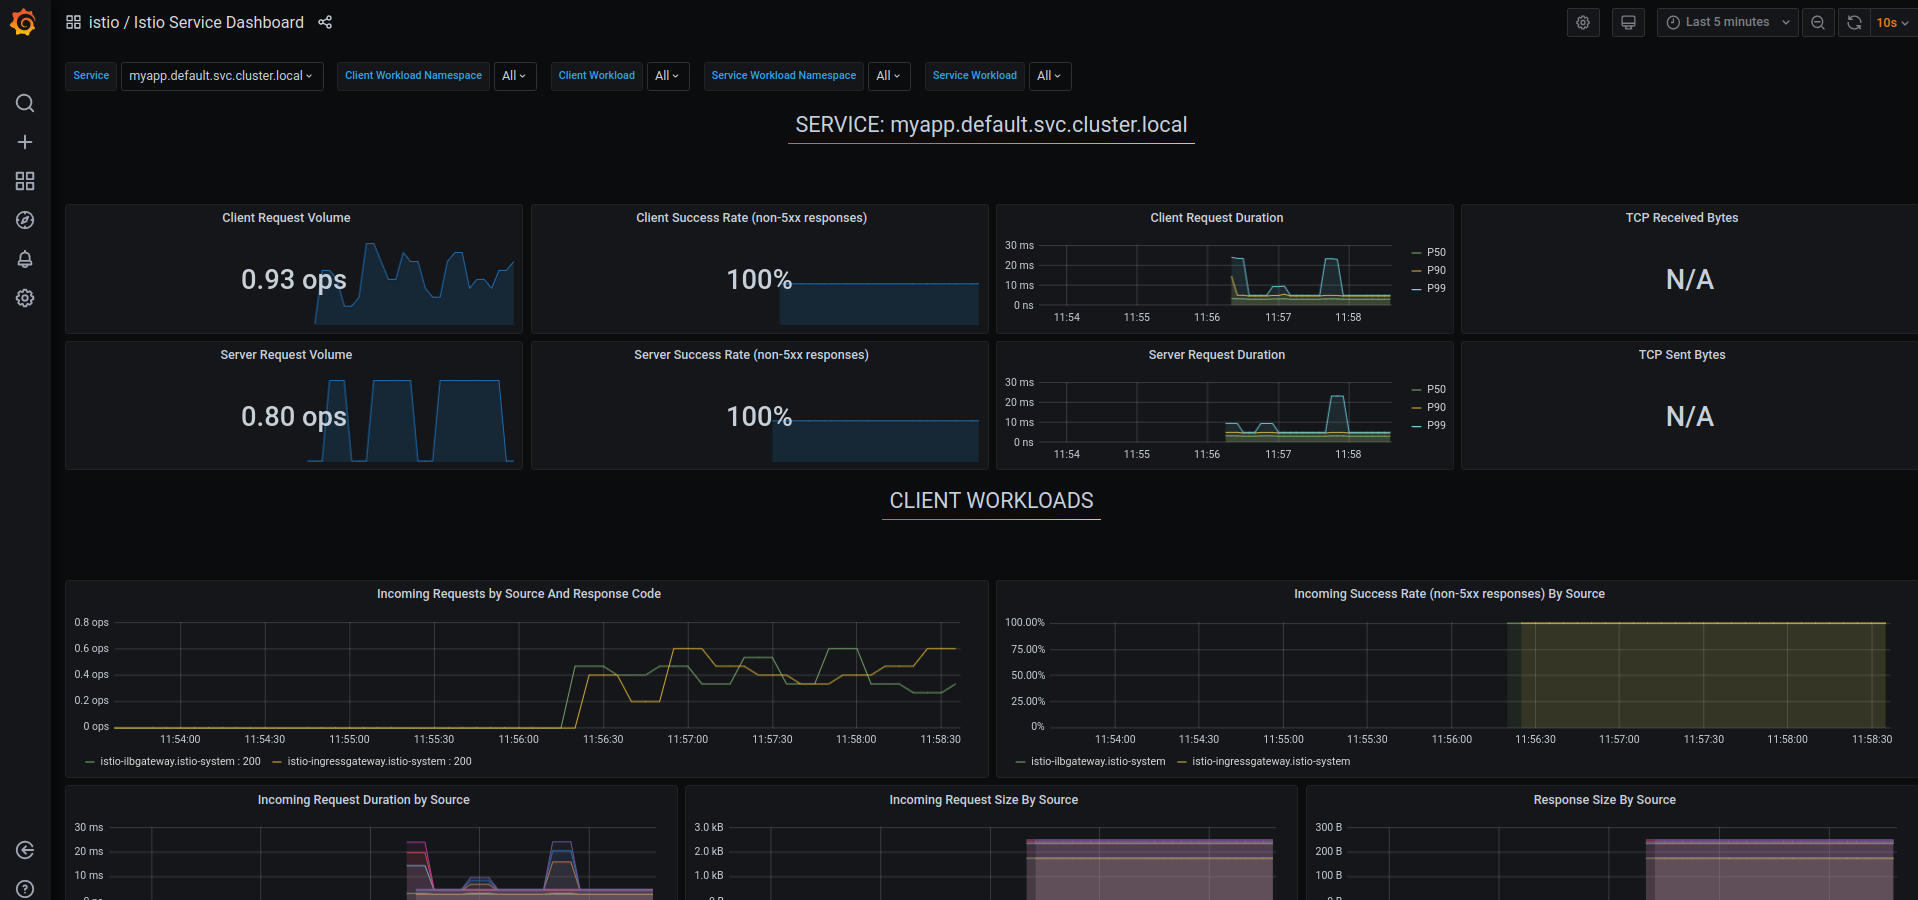 istio / Istio Service Dashboard
Last 5 minutes
10s
Service myapp.default.svc.cluster.local Client Workload Namespace All Client Workload All Service Workload Namespace All Service Workload All
SERVICE: myapp.default.svc.cluster.local
Client Request Volume
0.93 ops
Client Success Rate (non-5xx responses)
100%
Client Request Duration
30 ms
20 ms
10 ms
0 ns
11:54 11:55 11:56 11:57 11:58
P50
P90
P99
TCP Received Bytes
N/A
Server Request Volume
0.80 ops
Server Success Rate (non-5xx responses)
100%
Server Request Duration
30 ms
20 ms
10 ms
0 ns
11:54 11:55 11:56 11:57 11:58
P50
P90
P99
TCP Sent Bytes
N/A
CLIENT WORKLOADS
Incoming Requests by Source And Response Code
0.8 ops
0.6 ops
0.4 ops
0.2 ops
0 ops
11:54:00 11:54:30 11:55:00 11:55:30 11:56:00 11:56:30 11:57:00 11:57:30 11:58:00 11:58:30
istio-ilbgateway.istio-system : 200 istio-ingressgateway.istio-system : 200
Incoming Success Rate (non-5xx responses) By Source
100.00%
75.00%
50.00%
25.00%
0%
11:54:00 11:54:30 11:55:00 11:55:30 11:56:00 11:56:30 11:57:00 11:57:30 11:58:00 11:58:30
istio-ilbgateway.istio-system istio-ingressgateway.istio-system
Incoming Request Duration by Source
30 ms
20 ms
10 ms
Incoming Request Size By Source
3.0 kB
2.0 kB
1.0 kB
0 B
Response Size By Source
300 B
200 B
100 B
0 B